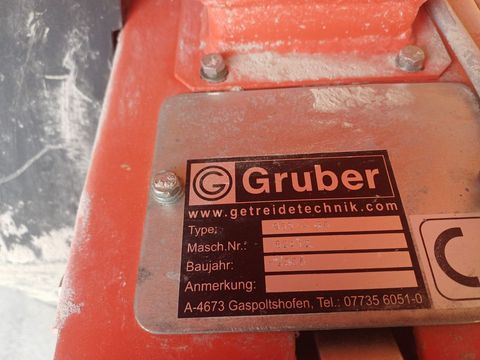 G Gruber
www.getreidetechnik.com
Type:
Masch.Nr.:
Baujahr:
Anmerkung:
A-4673 Gaspoltshofen, Tel.: 07735 6051-0